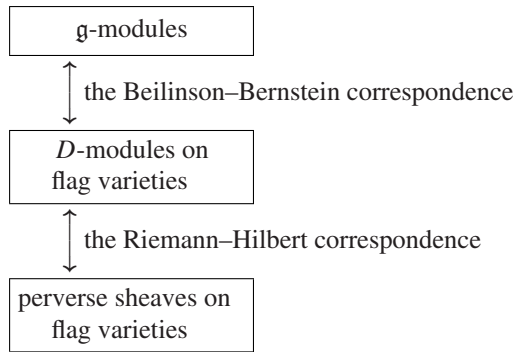 𝔤-modules
the Beilinson–Bernstein correspondence
D-modules on
flag varieties
the Riemann–Hilbert correspondence
perverse sheaves on
flag varieties